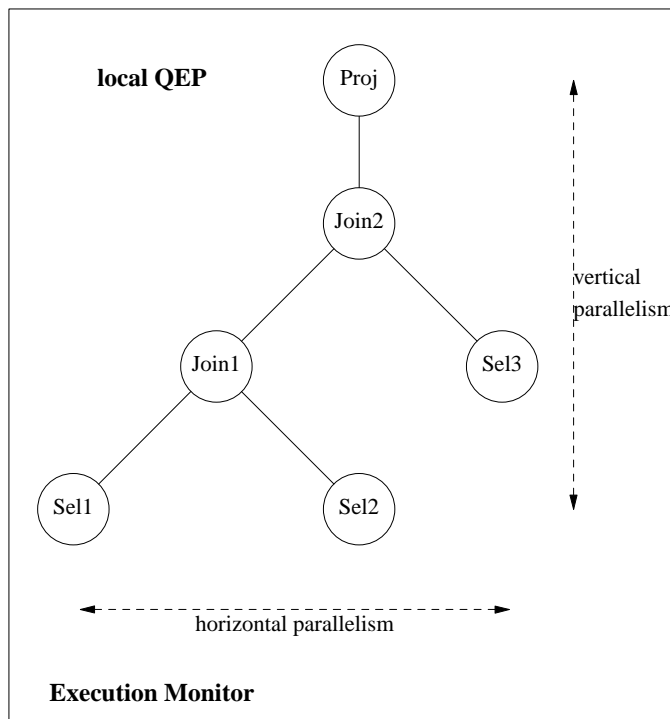 local QEP
Proj
Join2
vertical
parallelism
Join1
Sel3
Sel1
Sel2
horizontal parallelism
Execution Monitor